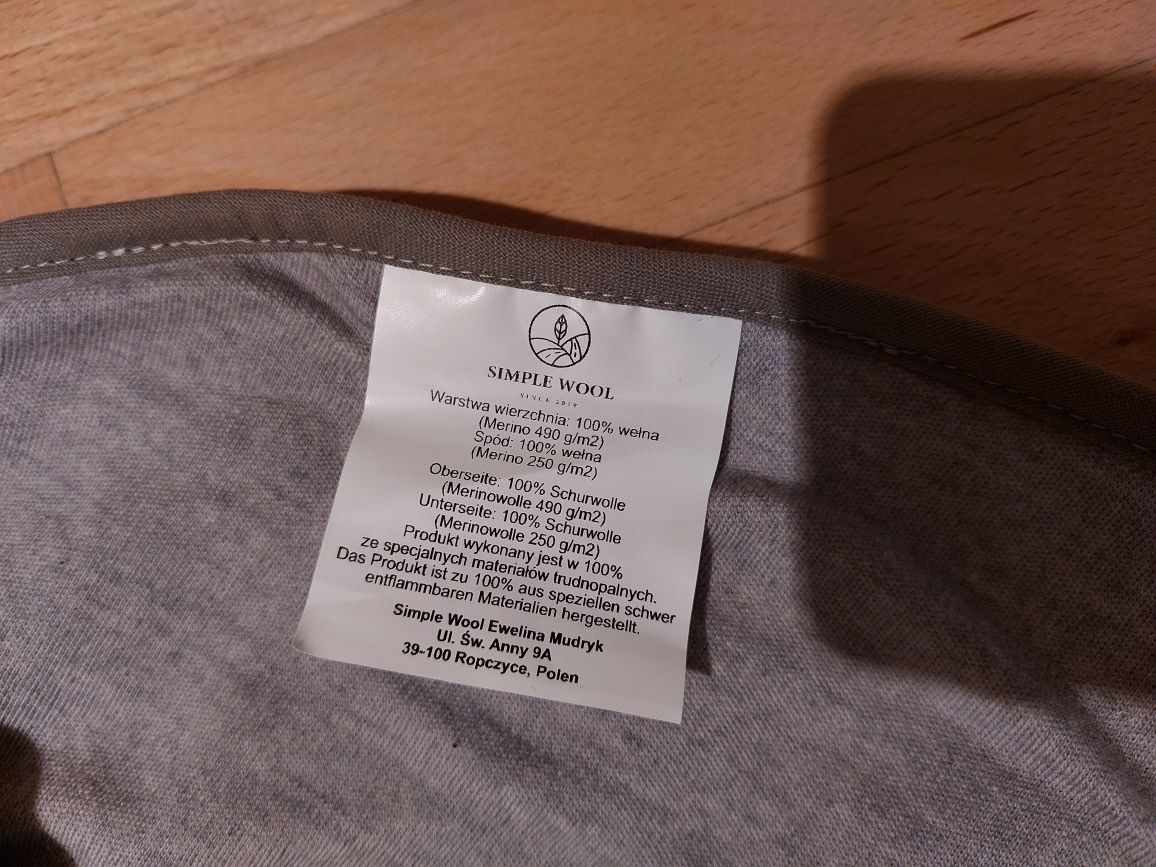 SIMPLE WOOL
SINCE 2019
Warstwa wierzchnia: 100% wełna
(Merino 490 g/m2)
Spód: 100% wełna
(Merino 250 g/m2)
Oberseite: 100% Schurwolle
(Merinowolle 490 g/m2)
Unterseite: 100% Schurwolle
(Merinowolle 250 g/m2)
Produkt wykonany jest w 100%
ze specjalnych materiałów trudnopalnych.
Das Produkt ist zu 100% aus speziellen schwer
entflammbaren Materialien hergestellt.
Simple Wool Ewelina Mudryk
Ul. Św. Anny 9A
39-100 Ropczyce, Polen